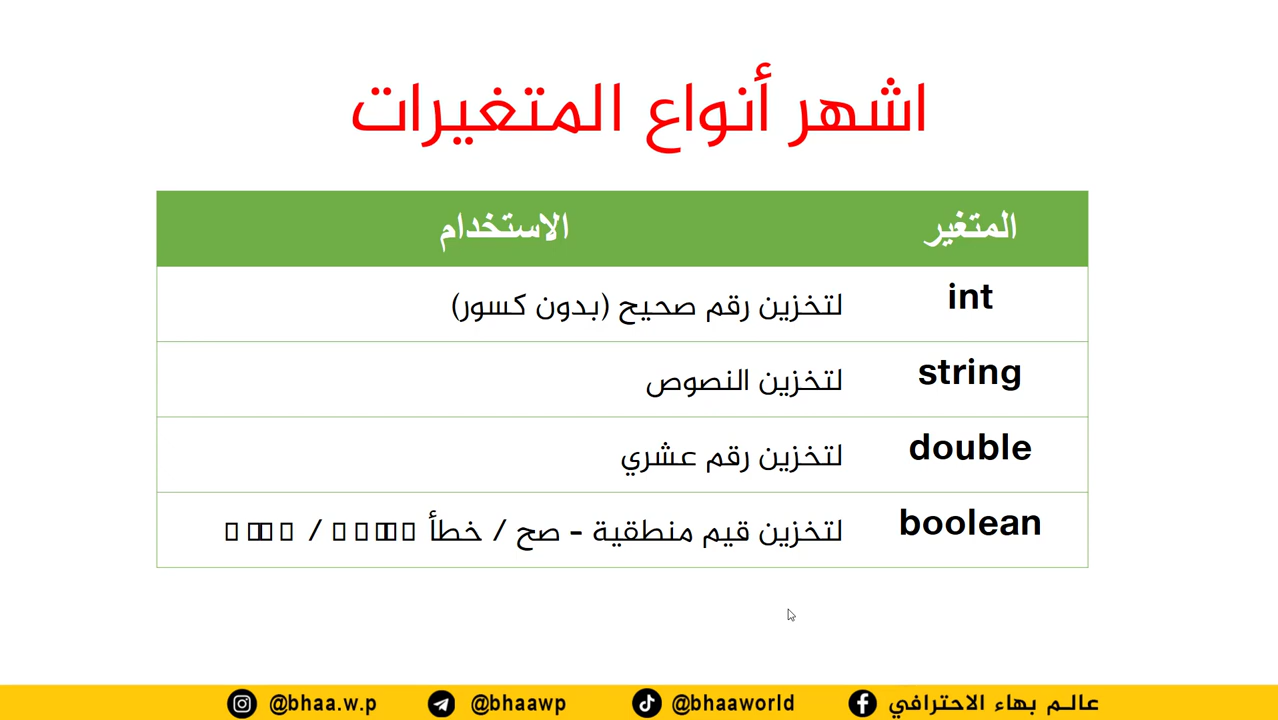 اشهر أنواع المتغيرات
المتغير الاستخدام
int لتخزين رقم صحيح (بدون كسور)
string لتخزين النصوص
double لتخزين رقم عشري
boolean لتخزين قيم منطقية - صح / خطأ /
@bhaa.w.p @bhaawp @bhaaworld عالم بهاء الاحترافي